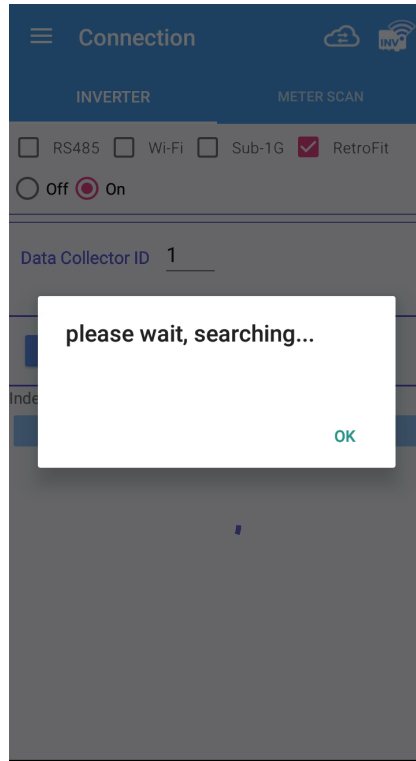 Connection
INV
INVERTER METER SCAN
RS485 Wi-Fi Sub-1G RetroFit
Off On
Data Collector ID 1
please wait, searching...
Inde
OK